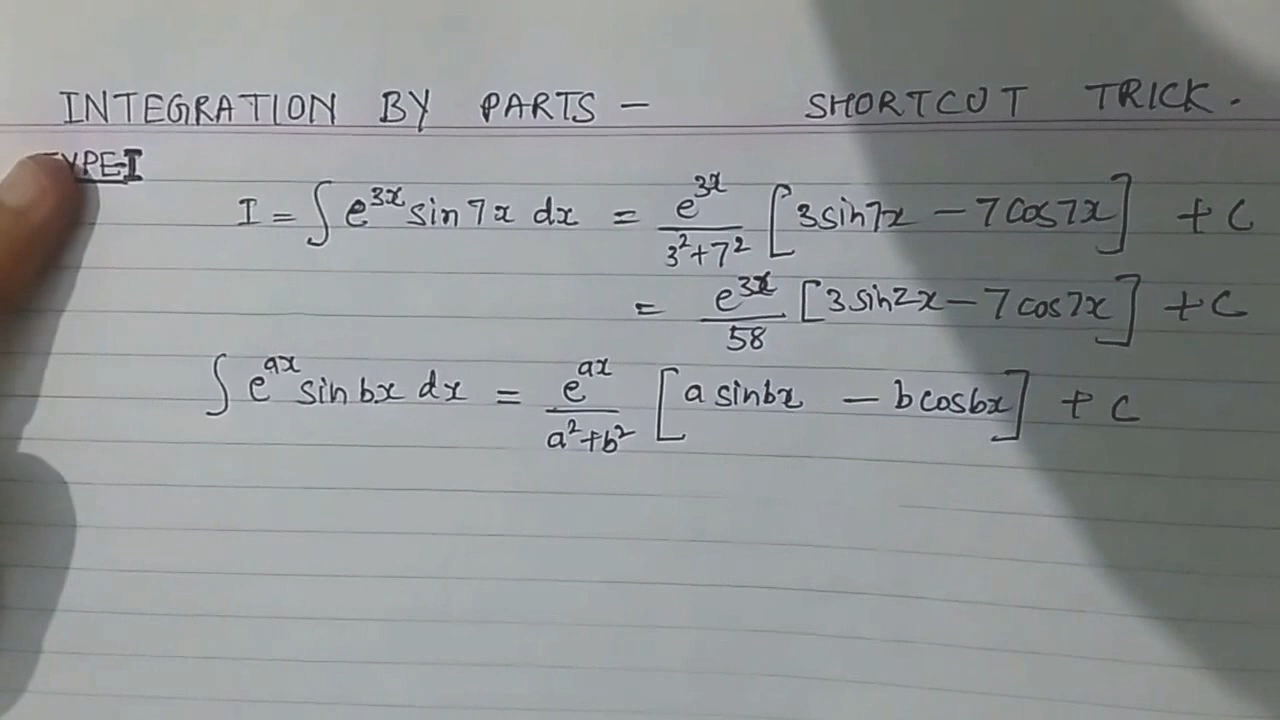 INTEGRATION BY PARTS – SHORTCUT TRICK.
TYPE-I
I = ∫ e^{3x} sin 7x dx = e^{3x}/(3²+7²) [3sin7x – 7cos7x] + C
= e^{3x}/58 [3sin2x – 7cos7x] + C
∫ e^{ax} sin bx dx = e^{ax}/(a²+b²) [a sinbx – b cosbx] + C